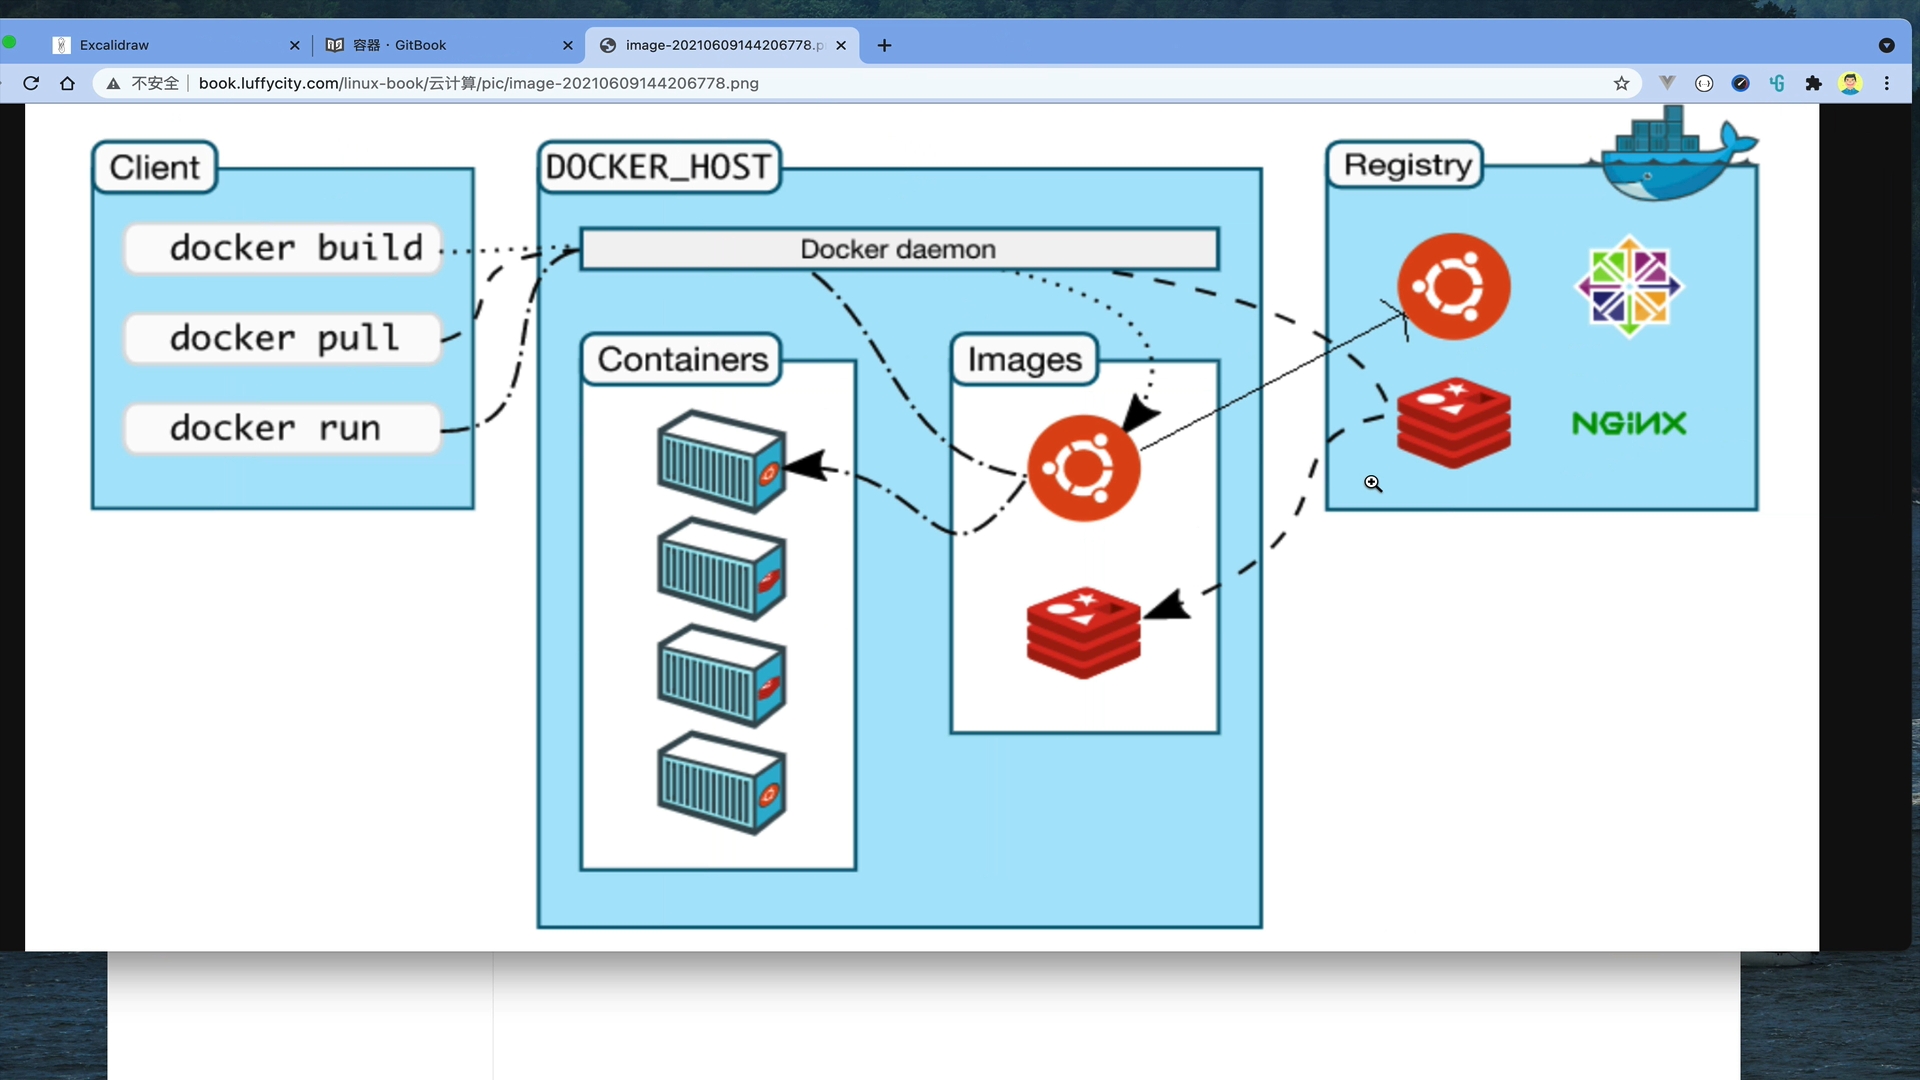 Excalidraw
容器 · GitBook
image-20210609144206778.p
不安全
book.luffycity.com/linux-book/云计算/pic/image-20210609144206778.png
Client
docker build
docker pull
docker run
DOCKER_HOST
Docker daemon
Containers
Images
Registry
NGiNX